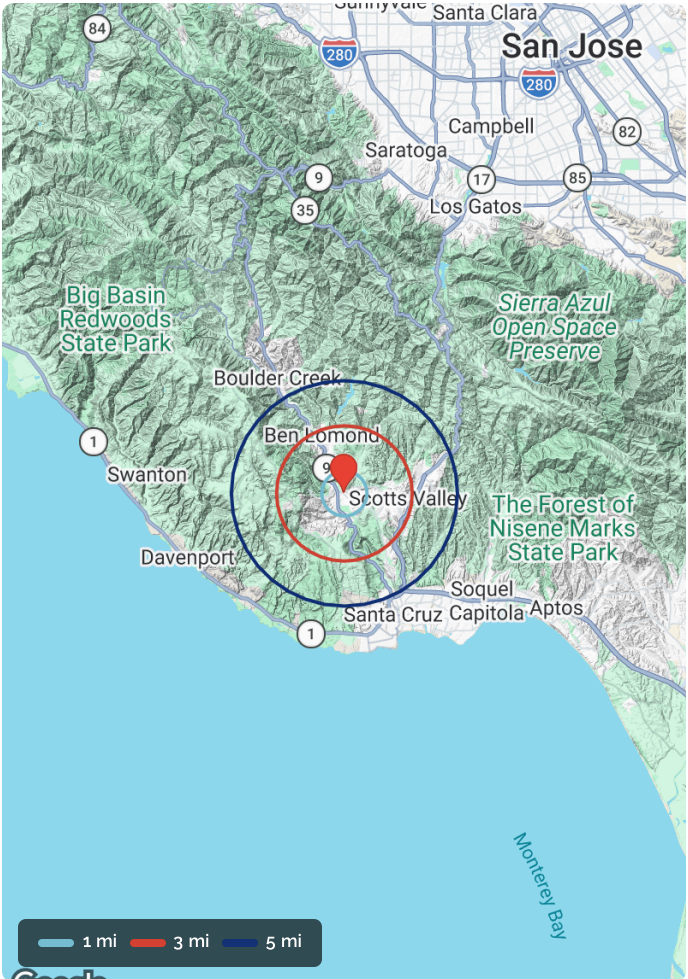 Sunnyvale
Santa Clara
84
280
San Jose
280
Campbell
82
Saratoga
9
17
85
35
Los Gatos
Big Basin
Redwoods
State Park
Sierra Azul
Open Space
Preserve
Boulder Creek
1
Ben Lomond
9
Swanton
Scotts Valley
The Forest of
Nisene Marks
State Park
Davenport
Soquel
Santa Cruz
Capitola
Aptos
1
Monterey Bay
1 mi
3 mi
5 mi
Google